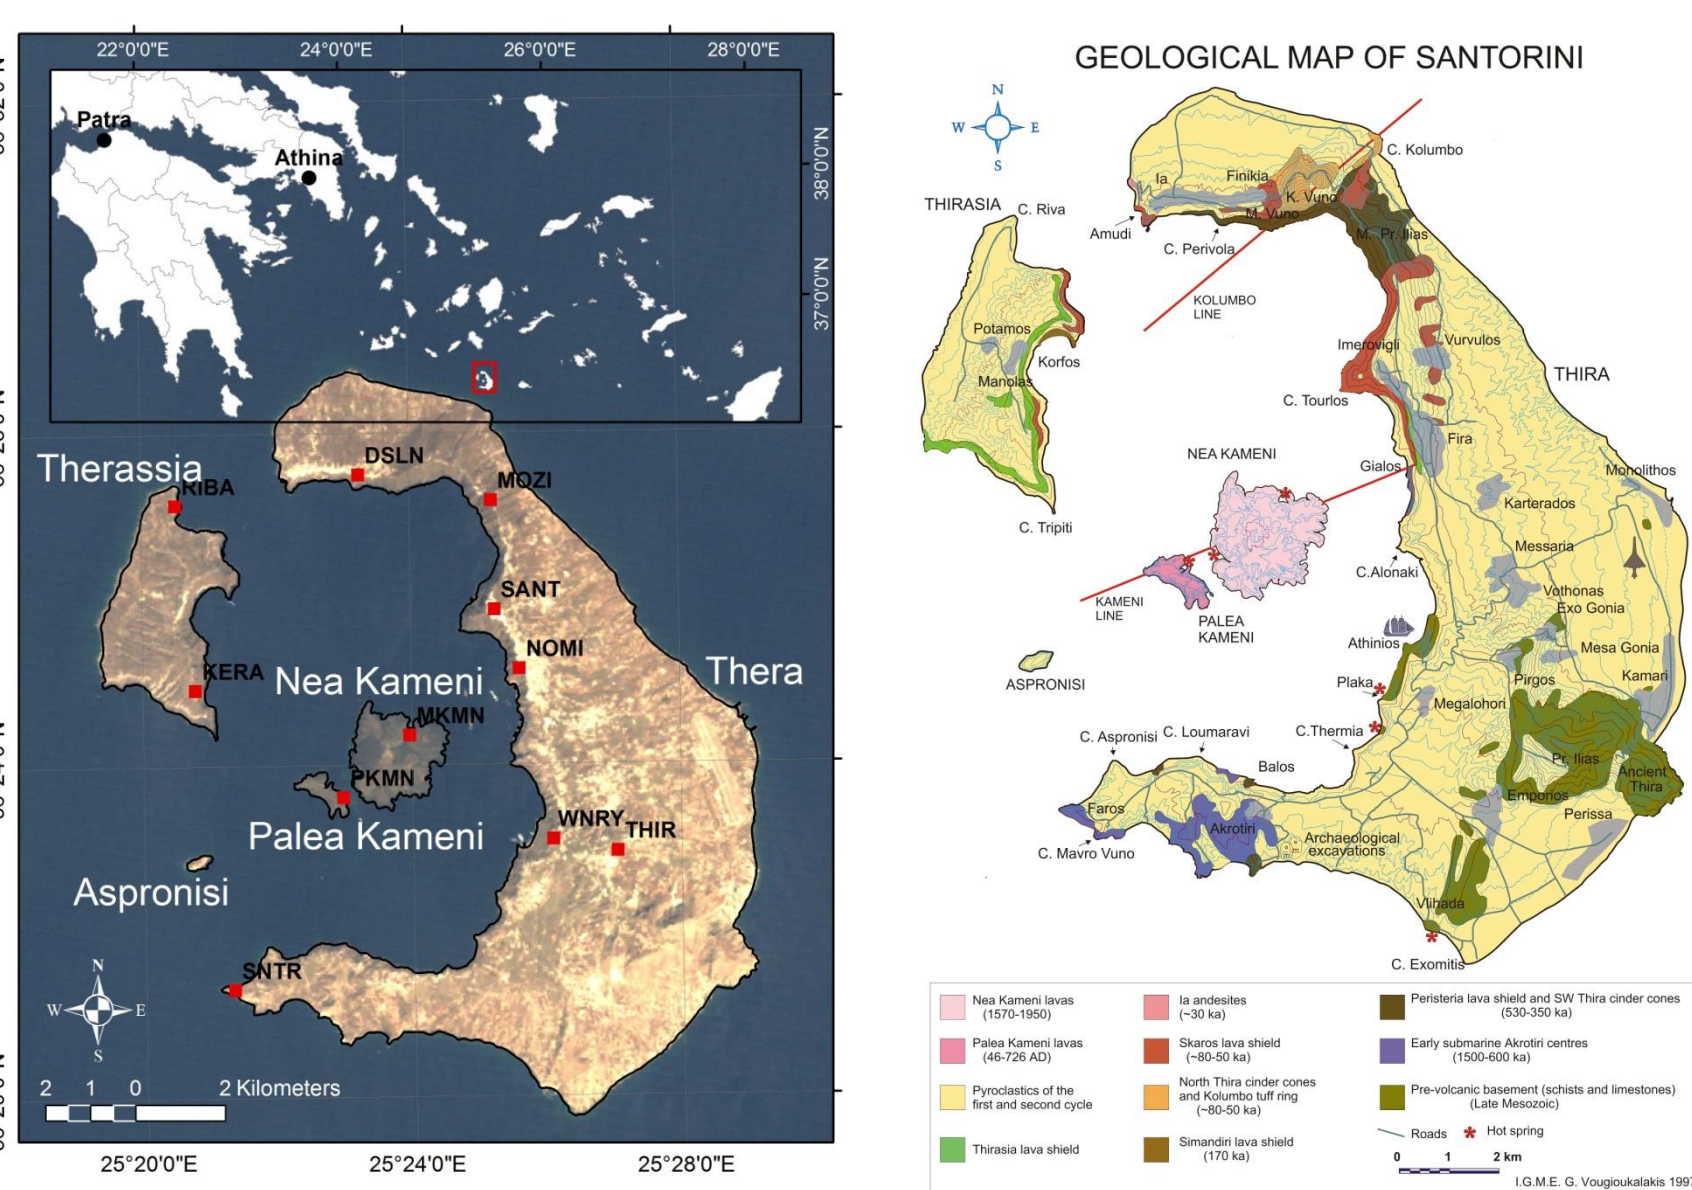 22°0'0"E
24°0'0"E
26°0'0"E
28°0'0"E
Patra
Athina
38°0'0"N
37°0'0"N
Therassia
RIBA
DSLN
MOZI
SANT
NOMI
KERA
Nea Kameni
Thera
MKMN
PKMN
Palea Kameni
WNRY
THIR
Aspronisi
SNTR
N
W
E
S
2 1 0 2 Kilometers
25°20'0"E
25°24'0"E
25°28'0"E
GEOLOGICAL MAP OF SANTORINI
N
W
E
S
C. Kolumbo
Ia
Finikia
K. Vuno
M. Vuno
THIRASIA
C. Riva
Amudi
C. Perivola
M. Pr. Ilias
KOLUMBO
LINE
Potamos
Korfos
Manolas
Imerovigli
Vurvulos
THIRA
C. Tourlos
Fira
NEA KAMENI
Gialos
Monolithos
C. Tripiti
Karterados
Messaria
C.Alonaki
Vothonas
Exo Gonia
KAMENI
LINE
PALEA
KAMENI
Athinios
Mesa Gonia
ASPRONISI
Plaka
Pirgos
Kamari
Megalohori
C. Aspronisi
C. Loumaravi
C.Thermia
Balos
Pr. Ilias
Ancient
Thira
Emporios
Perissa
Faros
Akrotiri
Archaeological
excavations
C. Mavro Vuno
Vlihada
C. Exomitis
Nea Kameni lavas
(1570-1950)
Palea Kameni lavas
(46-726 AD)
Pyroclastics of the
first and second cycle
Thirasia lava shield
Ia andesites
(~30 ka)
Skaros lava shield
(~80-50 ka)
North Thira cinder cones
and Kolumbo tuff ring
(~80-50 ka)
Simandiri lava shield
(170 ka)
Peristeria lava shield and SW Thira cinder cones
(530-350 ka)
Early submarine Akrotiri centres
(1500-600 ka)
Pre-volcanic basement (schists and limestones)
(Late Mesozoic)
Roads
Hot spring
0 1 2 km
I.G.M.E. G. Vougioukalakis 1997